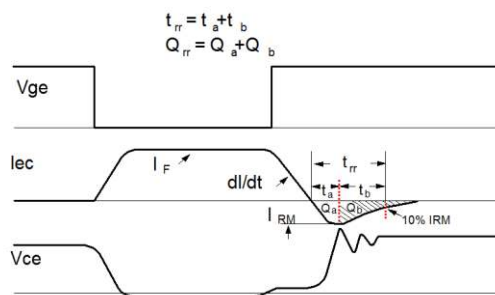 t rr = t a + t b
Q rr = Q a + Q b
Vge
Iec
I F
dI/dt
t rr
t a
t b
Q a
Q b
I RM
10% IRM
Vce